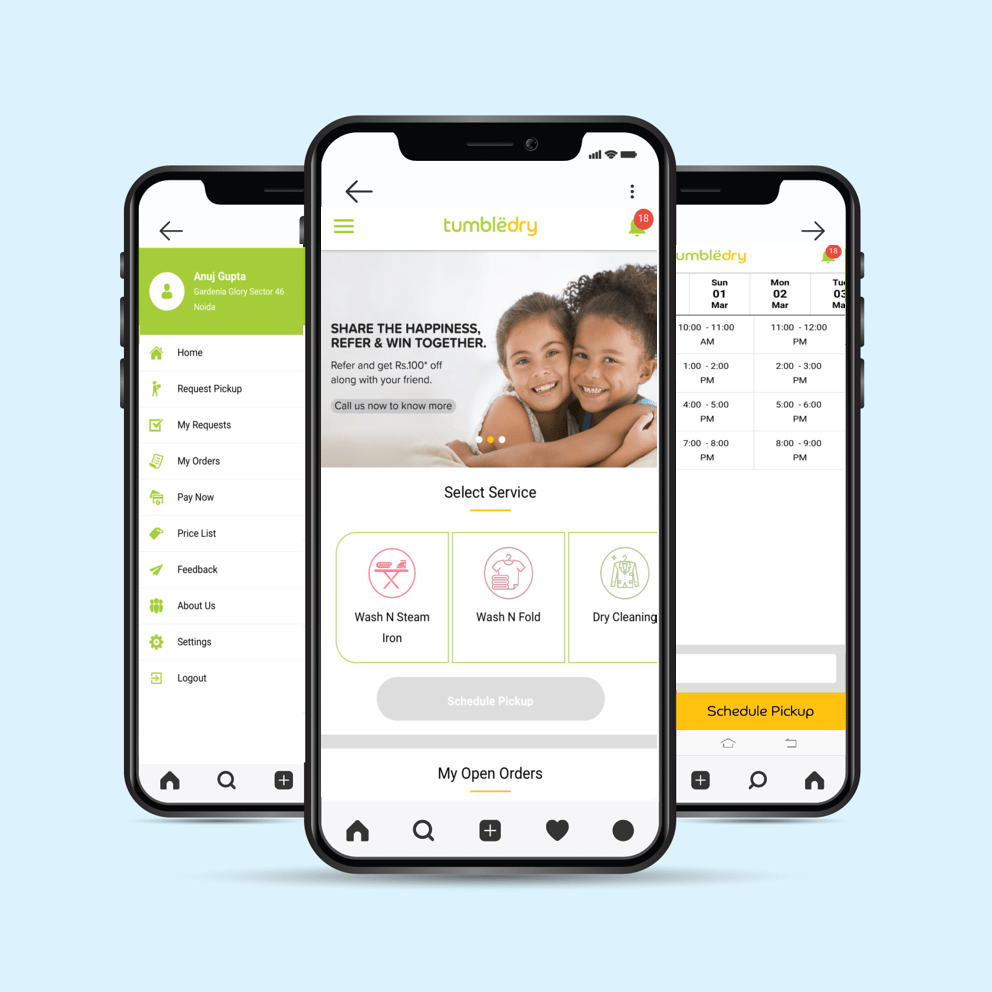 Anuj Gupta
Gardenia Glory Sector 46
Noida
Home
Request Pickup
My Requests
My Orders
Pay Now
Price List
Feedback
About Us
Settings
Logout
tumblëdry
18
SHARE THE HAPPINESS,
REFER & WIN TOGETHER.
Refer and get Rs.100* off
along with your friend.
Call us now to know more
Select Service
Wash N Steam
Iron
Wash N Fold
Dry Cleaning
Schedule Pickup
My Open Orders
umblëdry
18
Sun Mon Tu
01 02 03
Mar Mar Ma
10:00 - 11:00 11:00 - 12:00
AM PM
1:00 - 2:00 2:00 - 3:00
PM PM
4:00 - 5:00 5:00 - 6:00
PM PM
7:00 - 8:00 8:00 - 9:00
PM PM
Schedule Pickup